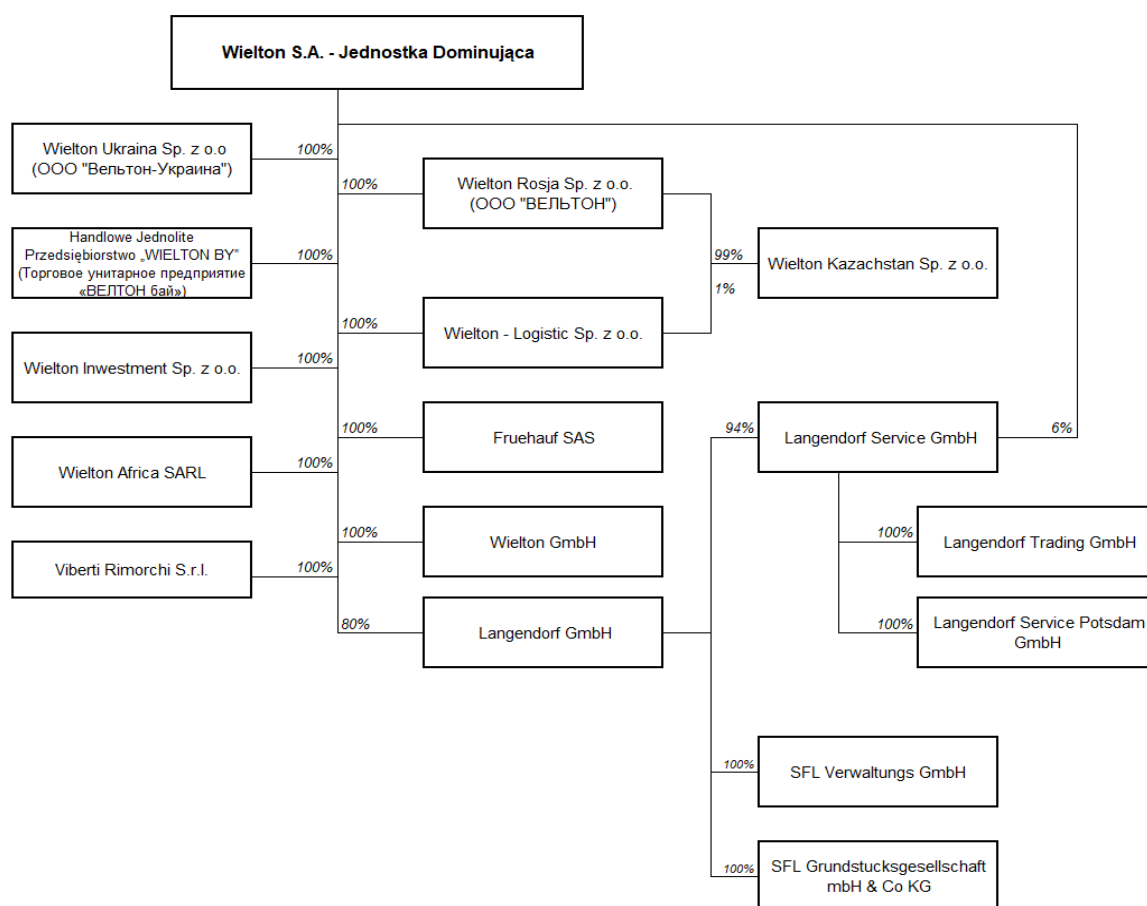 Wielton S.A. - Jednostka Dominująca
Wielton Ukraina Sp. z o.o
(ООО "Вельтон-Украина")
100%
100%
Wielton Rosja Sp. z o.o.
(ООО "ВЕЛЬТОН")
Handlowe Jednolite
Przedsiębiorstwo „WIELTON BY"
(Торговое унитарное предприятие
«ВЕЛТОН бай»)
100%
99%
1%
Wielton Kazachstan Sp. z o.o.
100%
Wielton - Logistic Sp. z o.o.
Wielton Inwestment Sp. z o.o.
100%
100%
Fruehauf SAS
94%
Langendorf Service GmbH
6%
Wielton Africa SARL
100%
100%
Wielton GmbH
100%
Langendorf Trading GmbH
Viberti Rimorchi S.r.l.
100%
80%
Langendorf GmbH
100%
Langendorf Service Potsdam
GmbH
100%
SFL Verwaltungs GmbH
100%
SFL Grundstucksgesellschaft
mbH & Co KG